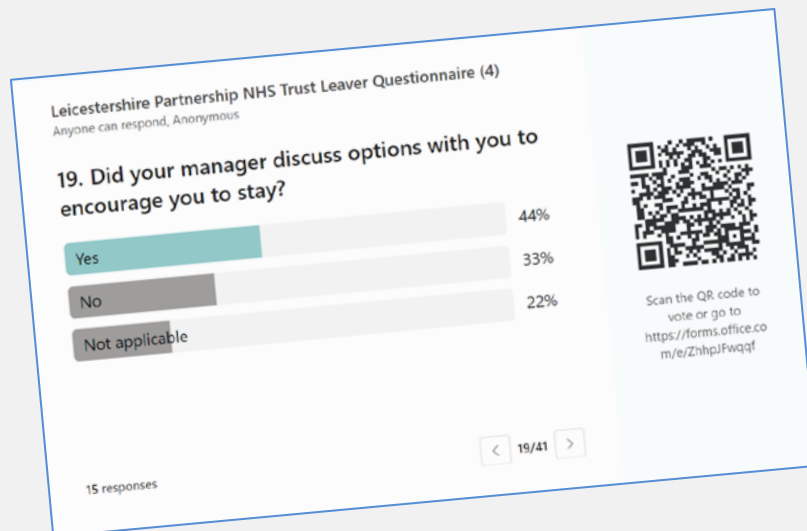 Leicestershire Partnership NHS Trust Leaver Questionnaire (4)
Anyone can respond, Anonymous
19. Did your manager discuss options with you to
encourage you to stay?
Yes
44%
No
33%
Not applicable
22%
Scan the QR code to
vote or go to
https://forms.office.co
m/e/ZhhpJFwqqf
19/41
15 responses